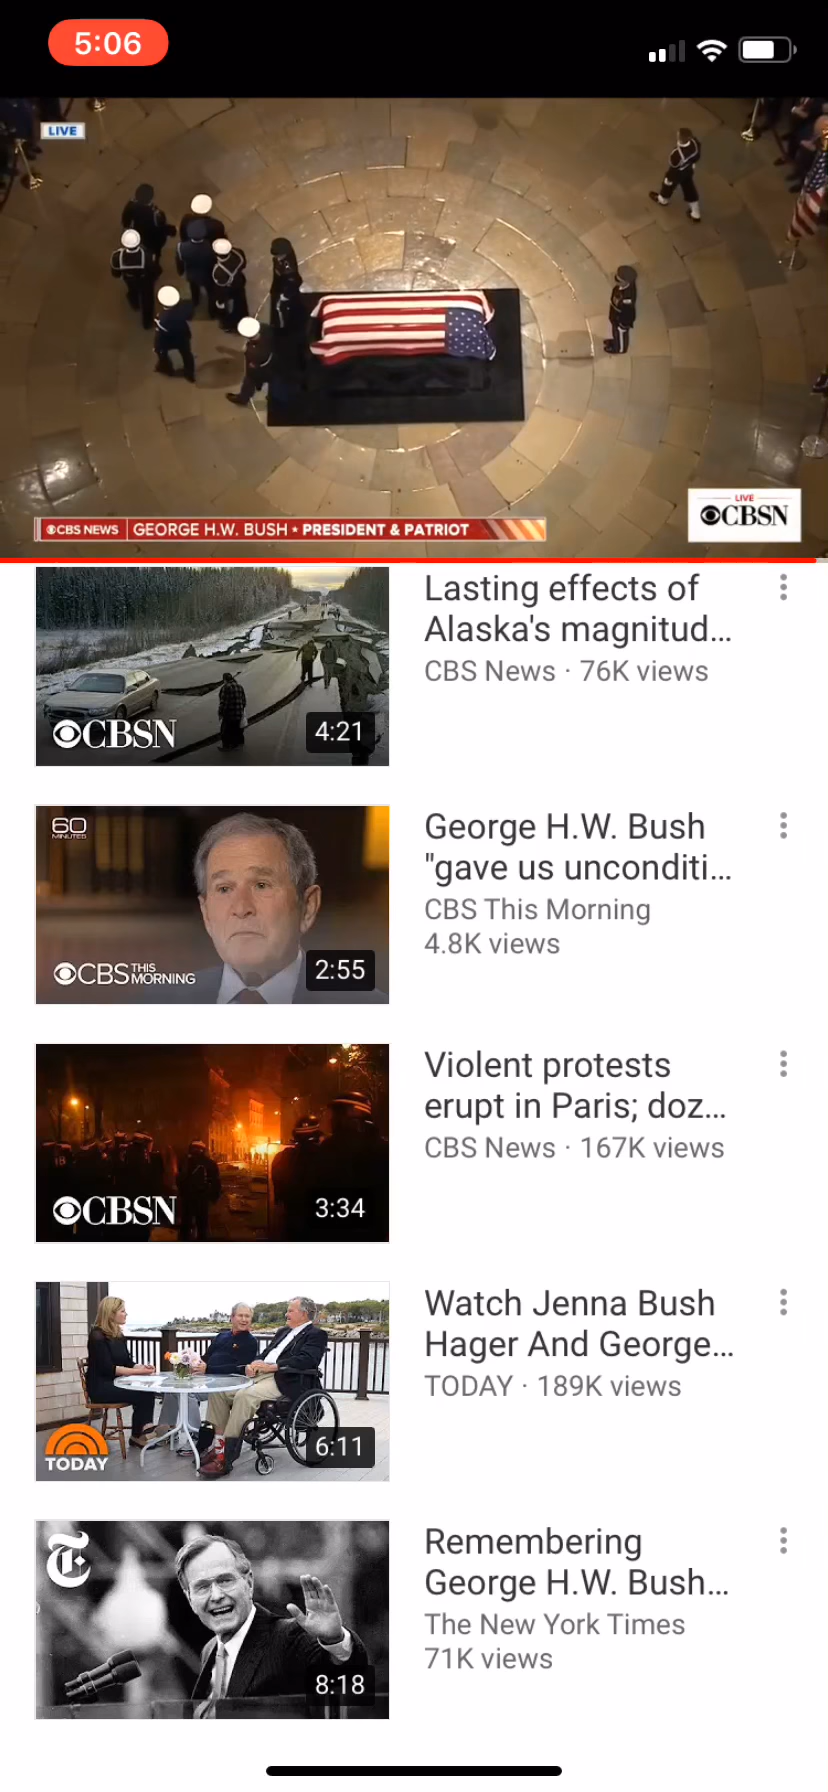 5:06
LIVE
CBS NEWS GEORGE H.W. BUSH ★ PRESIDENT & PATRIOT
LIVE
CBSN
Lasting effects of
Alaska's magnitud...
CBS News · 76K views
CBSN
4:21
60
MINUTES
George H.W. Bush
"gave us unconditi...
CBS This Morning
4.8K views
CBS THIS MORNING
2:55
Violent protests
erupt in Paris; doz...
CBS News · 167K views
CBSN
3:34
Watch Jenna Bush
Hager And George...
TODAY · 189K views
TODAY
6:11
Remembering
George H.W. Bush...
The New York Times
71K views
T
8:18